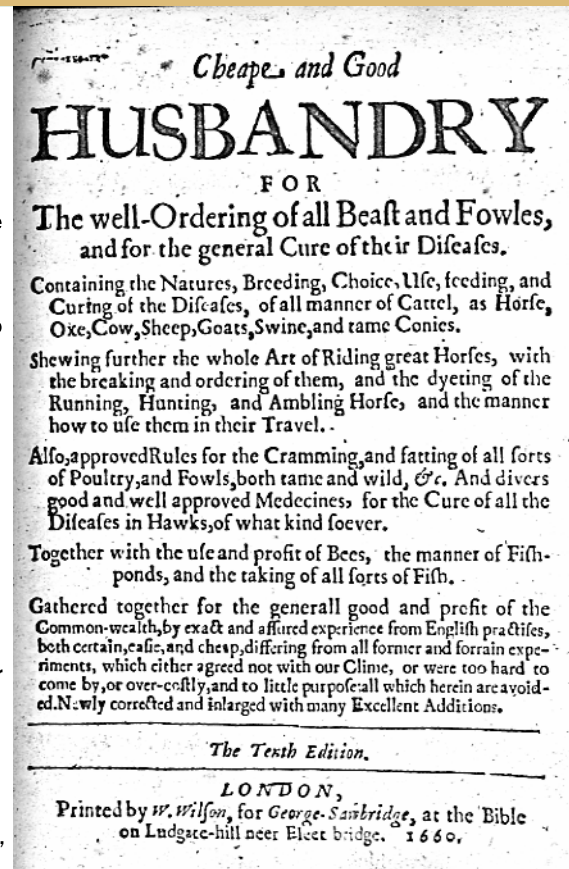 Cheape and Good
HUSBANDRY
FOR
The well-Ordering of all Beaſt and Fowles,
and for the general Cure of their Diſeaſes.
Containing the Natures, Breeding, Choice, Uſe, feeding, and
Curing of the Diſeaſes, of all manner of Cattel, as Horſe,
Oxe,Cow,Sheep,Goats,Swine,and tame Conies.
Shewing further the whole Art of Riding great Horſes, with
the breaking and ordering of them, and the dyeting of the
Running, Hunting, and Ambling Horſe, and the manner
how to uſe them in their Travel.
Alſo,approved Rules for the Cramming,and fatting of all ſorts
of Poultry,and Fowls,both tame and wild, &c. And divers
good and well approved Medecines, for the Cure of all the
Diſeaſes in Hawks,of what kind ſoever.
Together with the uſe and profit of Bees, the manner of Fiſh-
ponds, and the taking of all ſorts of Fiſh.
Gathered together for the generall good and profit of the
Common-wealth,by exact and aſſured experience from Engliſh practiſes,
both certain,eaſie,and cheap,differing from all former and forrain expe-
riments, which either agreed not with our Clime, or were too hard to
come by,or over-coſtly,and to little purpoſe:all which herein are avoid-
ed.Newly corrected and inlarged with many Excellent Additions.
The Tenth Edition.
LONDON,
Printed by W. Wilſon, for George Sawbridge, at the Bible
on Ludgate-hill neer Fleet bridge. 1660.